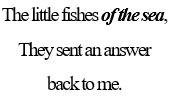 The little fishes of the sea,
They sent an answer
back to me.